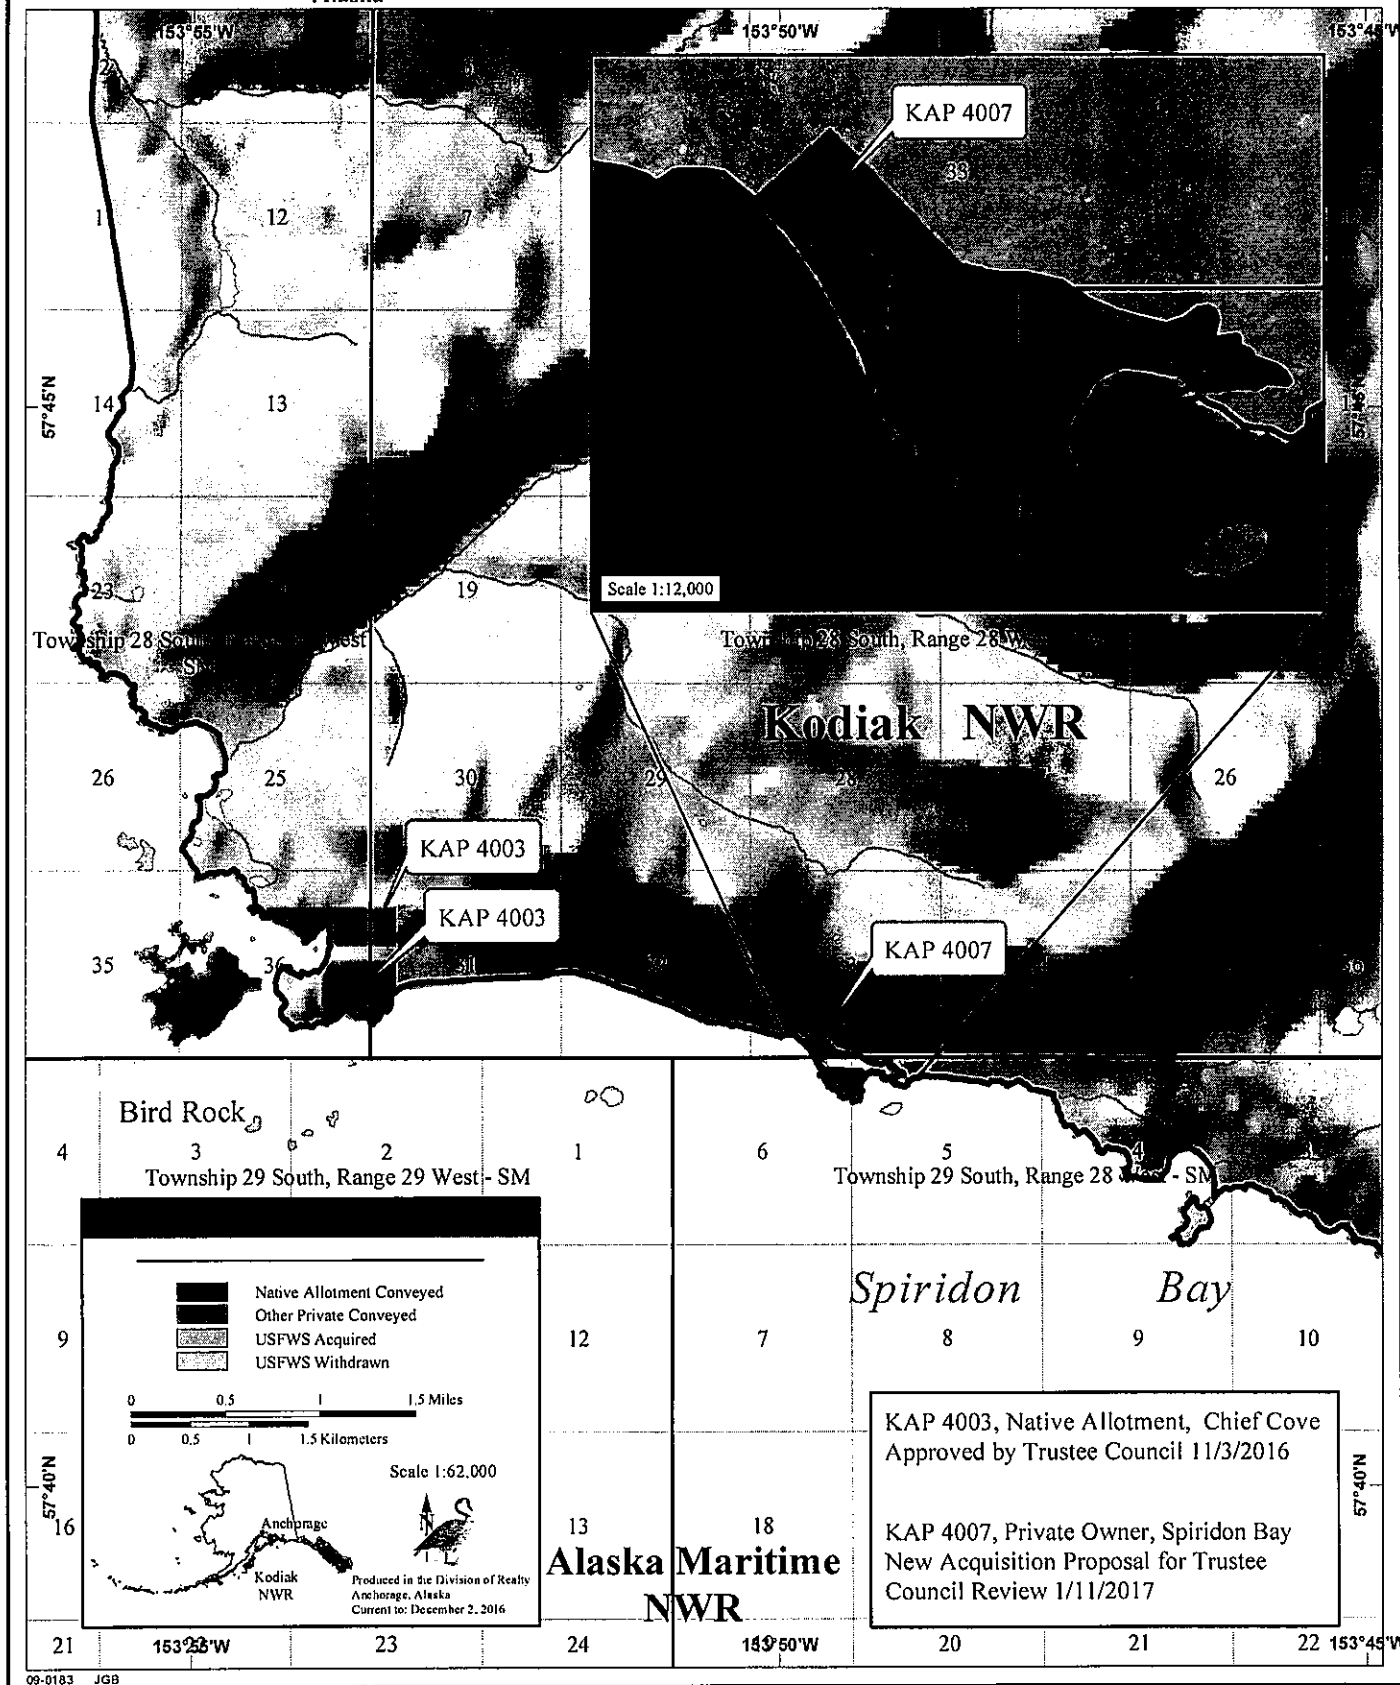 153°55'W
153°50'W
KAP 4007
33
1
12
7
57°45'N
14
13
Scale 1:12,000
23
19
Township 28 South, West
Township 28 South, Range 28 W
Kodiak NWR
26
25
30
29
28
26
KAP 4003
KAP 4003
KAP 4007
35
36
31
Bird Rock
4
3
2
1
6
5
4
Township 29 South, Range 29 West - SM
Township 29 South, Range 28 West - SM
Native Allotment Conveyed
Other Private Conveyed
USFWS Acquired
USFWS Withdrawn
Spiridon Bay
9
12
7
8
9
10
0 0.5 1 1.5 Miles
0 0.5 1 1.5 Kilometers
Scale 1:62,000
N
Anchorage
Kodiak
NWR
Produced in the Division of Realty
Anchorage, Alaska
Current to: December 2, 2016
KAP 4003, Native Allotment, Chief Cove
Approved by Trustee Council 11/3/2016
KAP 4007, Private Owner, Spiridon Bay
New Acquisition Proposal for Trustee
Council Review 1/11/2017
57°40'N
57°40'N
16
13
18
Alaska Maritime
NWR
21
153°55'W
23
24
153°50'W
20
21
22
153°45'W
09-0183 JGB